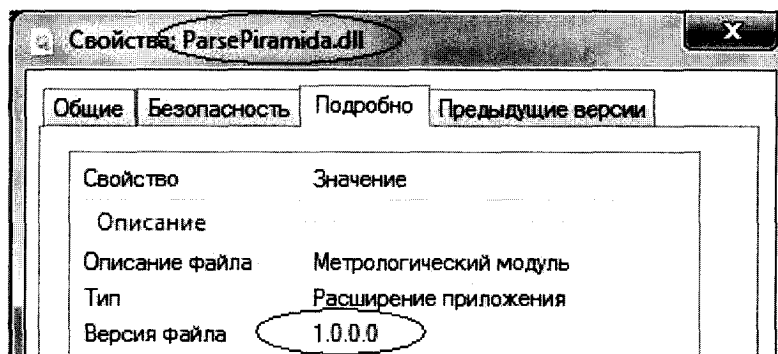 Свойства: ParsePiramida.dll
Общие Безопасность Подробно Предыдущие версии
Свойство Значение
Описание
Описание файла Метрологический модуль
Тип Расширение приложения
Версия файла 1.0.0.0